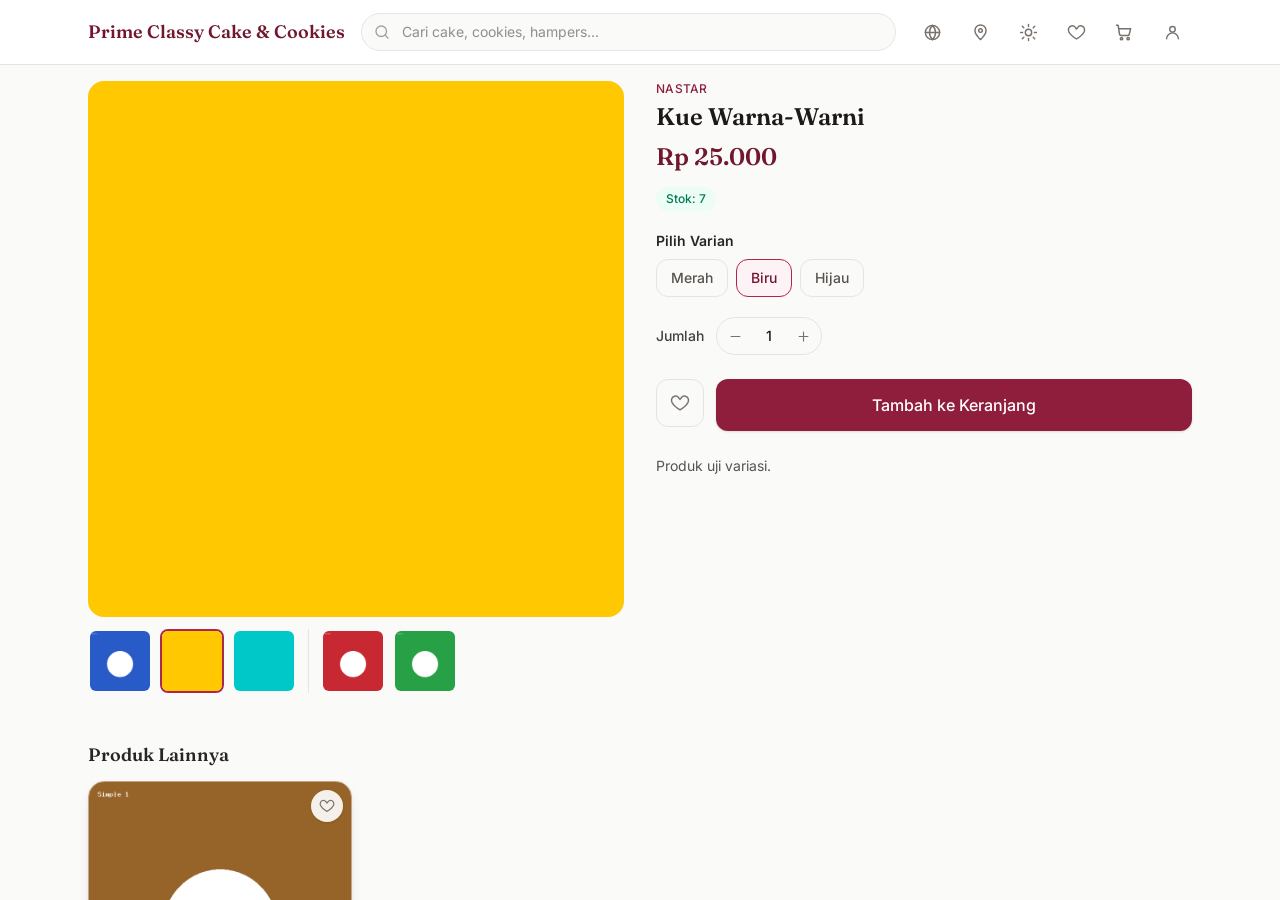 Prime Classy Cake & Cookies
Cari cake, cookies, hampers...
NASTAR
Kue Warna-Warni
Rp 25.000
Stok: 7
Pilih Varian
Merah
Biru
Hijau
Jumlah
1
Tambah ke Keranjang
Produk uji variasi.
Produk Lainnya
Simple 1